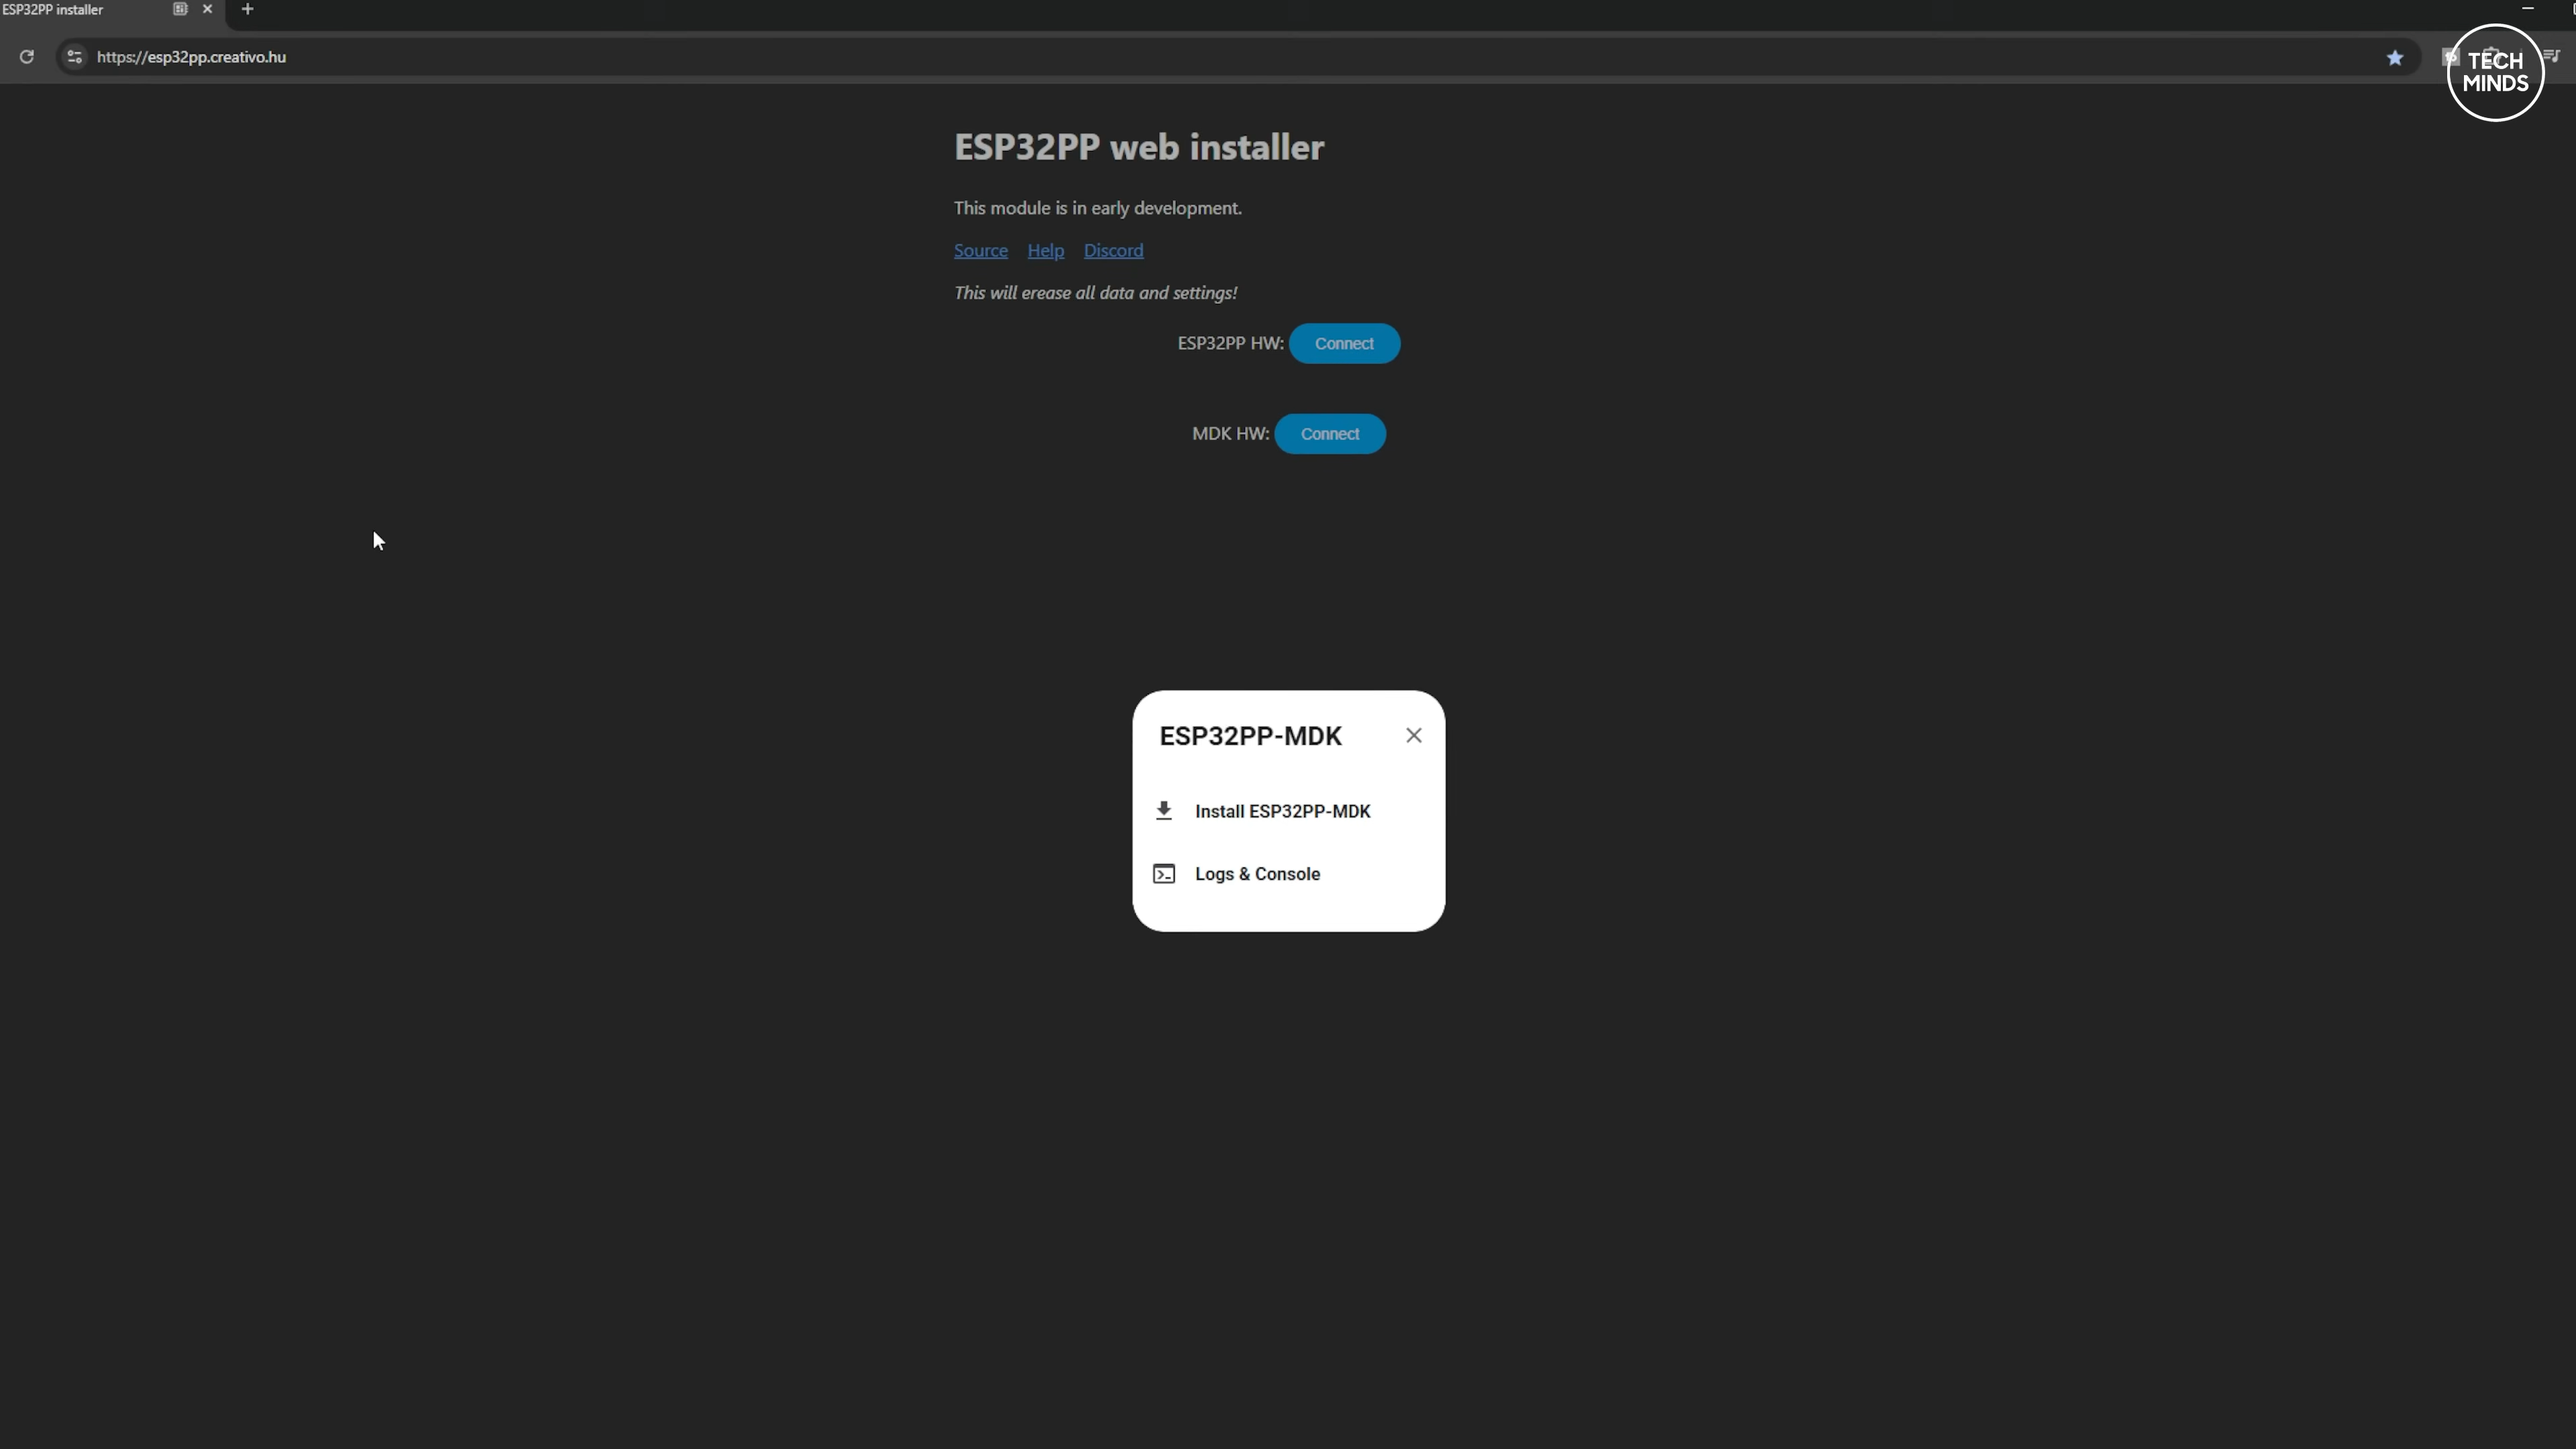 ESP32PP installer
https://esp32pp.creativo.hu
TECH
MINDS
ESP32PP web installer
This module is in early development.
Source Help Discord
This will erease all data and settings!
ESP32PP HW: Connect
MDK HW: Connect
ESP32PP-MDK
Install ESP32PP-MDK
Logs & Console